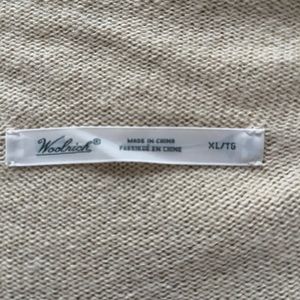 Woolrich®
MADE IN CHINA
FABRIQUÉ EN CHINE
XL/TG